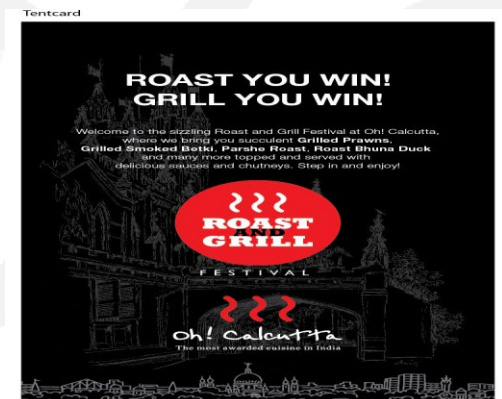 Tentcard
ROAST YOU WIN!
GRILL YOU WIN!
Welcome to the sizzling Roast and Grill Festival at Oh! Calcutta,
where we bring you succulent Grilled Prawns,
Grilled Smoked Betki, Parshe Roast, Roast Bhuna Duck
and many more topped and served with
delicious sauces and chutneys. Step in and enjoy!
ROAST
AND
GRILL
FESTIVAL
Oh! Calcutta
The most awarded cuisine in India